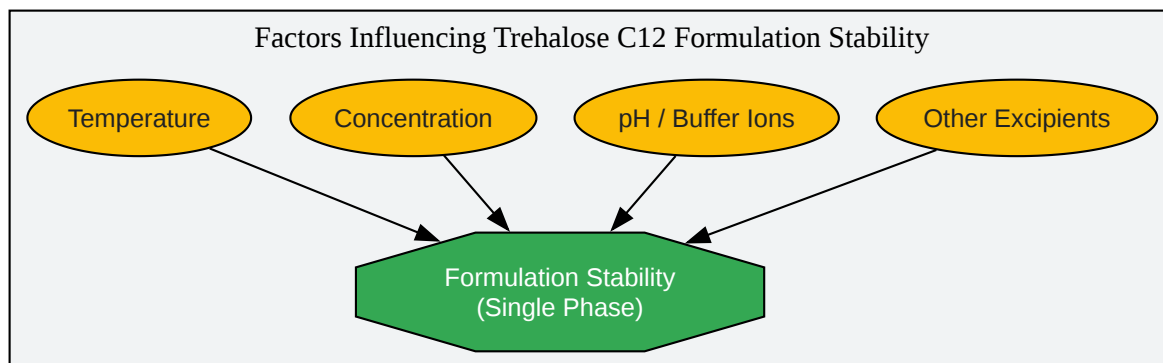 Factors Influencing Trehalose C12 Formulation Stability
Temperature
Concentration
pH / Buffer Ions
Other Excipients
Formulation Stability
(Single Phase)